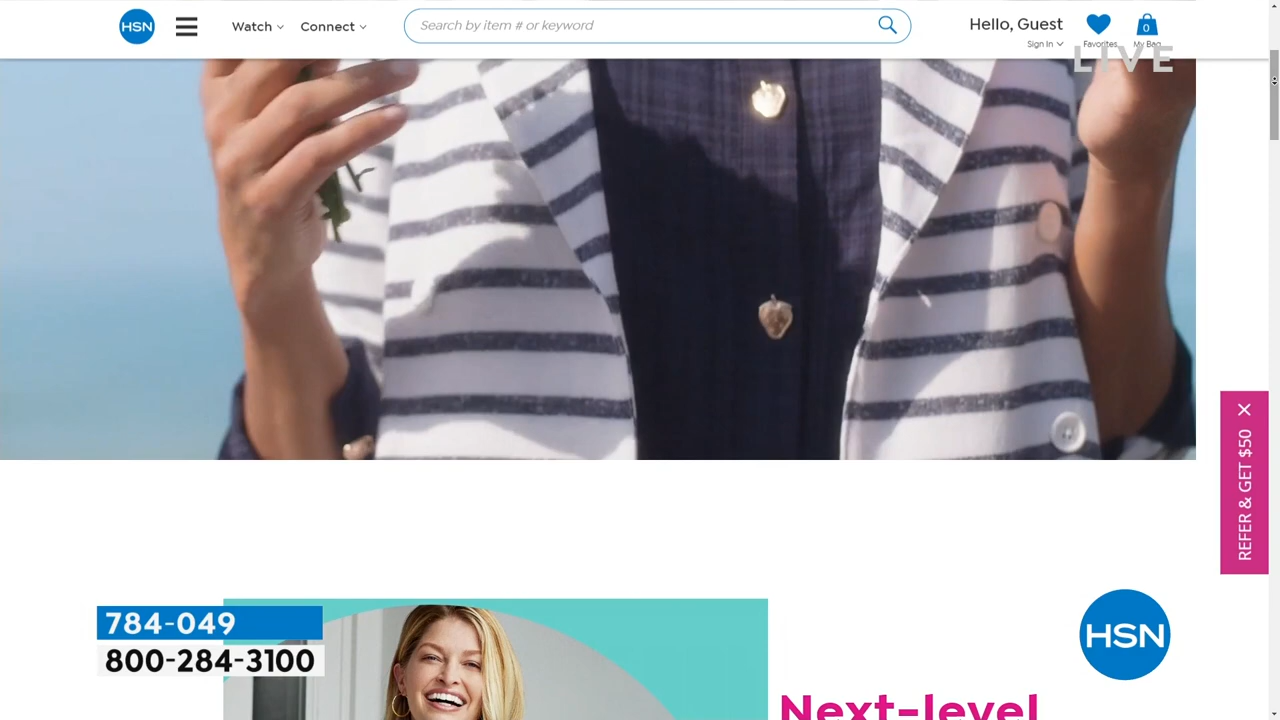 HSN
Watch
Connect
Search by item # or keyword
Hello, Guest
Sign In
Favorites
0
My Bag
LIVE
REFER & GET $50
784-049
800-284-3100
HSN
Next-level